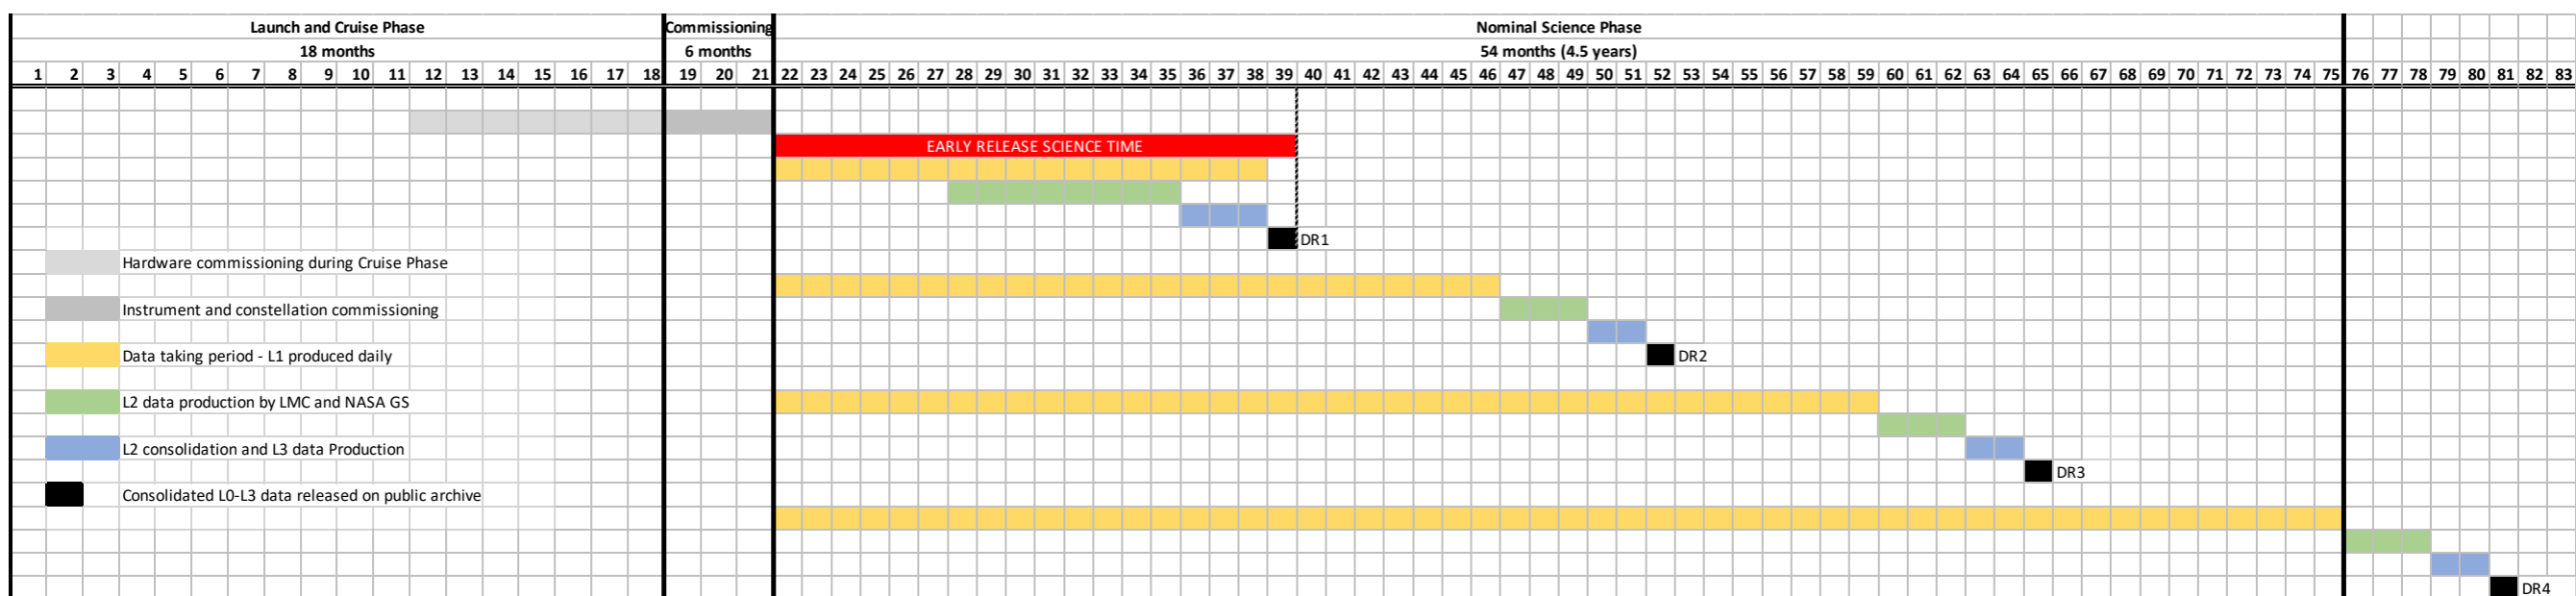 Launch and Cruise Phase Commissioning Nominal Science Phase
18 months 6 months 54 months (4.5 years)
1 2 3 4 5 6 7 8 9 10 11 12 13 14 15 16 17 18 19 20 21 22 23 24 25 26 27 28 29 30 31 32 33 34 35 36 37 38 39 40 41 42 43 44 45 46 47 48 49 50 51 52 53 54 55 56 57 58 59 60 61 62 63 64 65 66 67 68 69 70 71 72 73 74 75 76 77 78 79 80 81 82 83
EARLY RELEASE SCIENCE TIME
DR1
Hardware commissioning during Cruise Phase
Instrument and constellation commissioning
Data taking period - L1 produced daily
DR2
L2 data production by LMC and NASA GS
L2 consolidation and L3 data Production
DR3
Consolidated L0-L3 data released on public archive
DR4